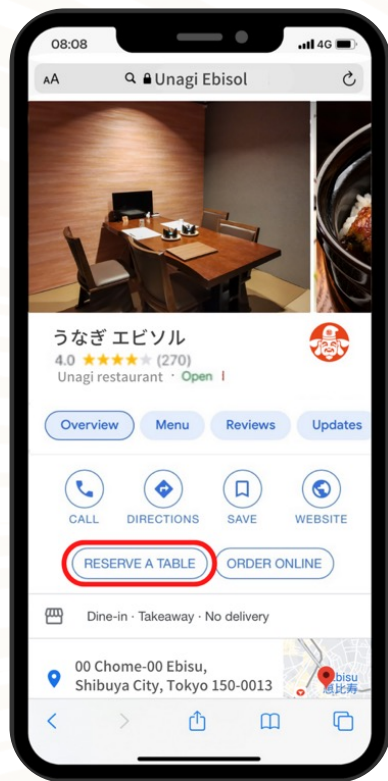 08:08
4G
AA
Unagi Ebisol
うなぎ エビソル
4.0 (270)
Unagi restaurant · Open I
Overview Menu Reviews Updates
CALL DIRECTIONS SAVE WEBSITE
RESERVE A TABLE ORDER ONLINE
Dine-in · Takeaway · No delivery
00 Chome-00 Ebisu,
Shibuya City, Tokyo 150-0013
恵比寿